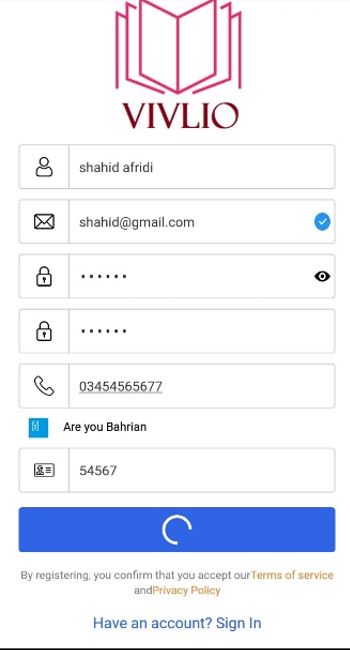 VIVLIO
shahid afridi
shahid@gmail.com
••••••
••••••
03454565677
Are you Bahrian
54567
By registering, you confirm that you accept ourTerms of service
andPrivacy Policy
Have an account? Sign In